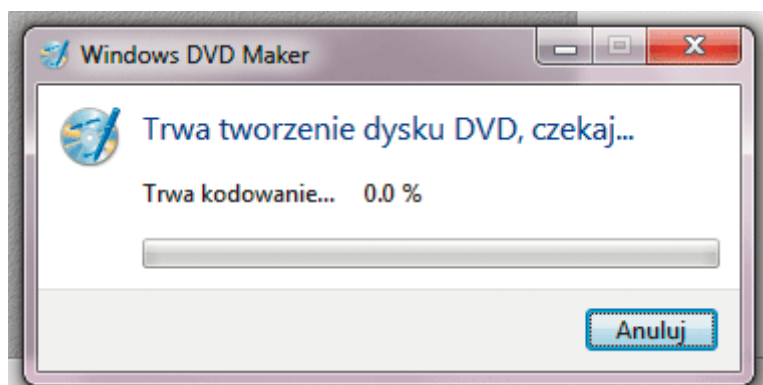 Windows DVD Maker
Trwa tworzenie dysku DVD, czekaj...
Trwa kodowanie... 0.0 %
Anuluj